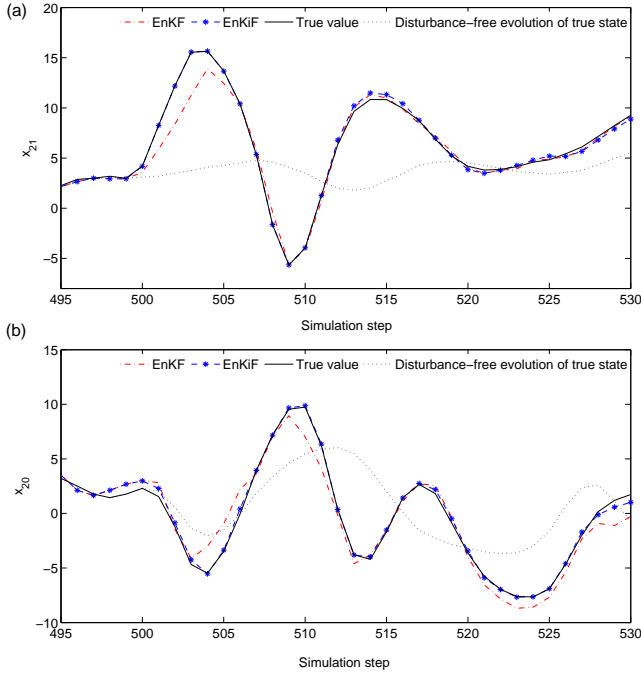 (a)
EnKF EnKiF True value Disturbance−free evolution of true state
20
15
10
5
0
−5
x21
495 500 505 510 515 520 525 530
Simulation step
(b)
15
EnKF EnKiF True value Disturbance−free evolution of true state
10
5
0
−5
−10
x20
495 500 505 510 515 520 525 530
Simulation step